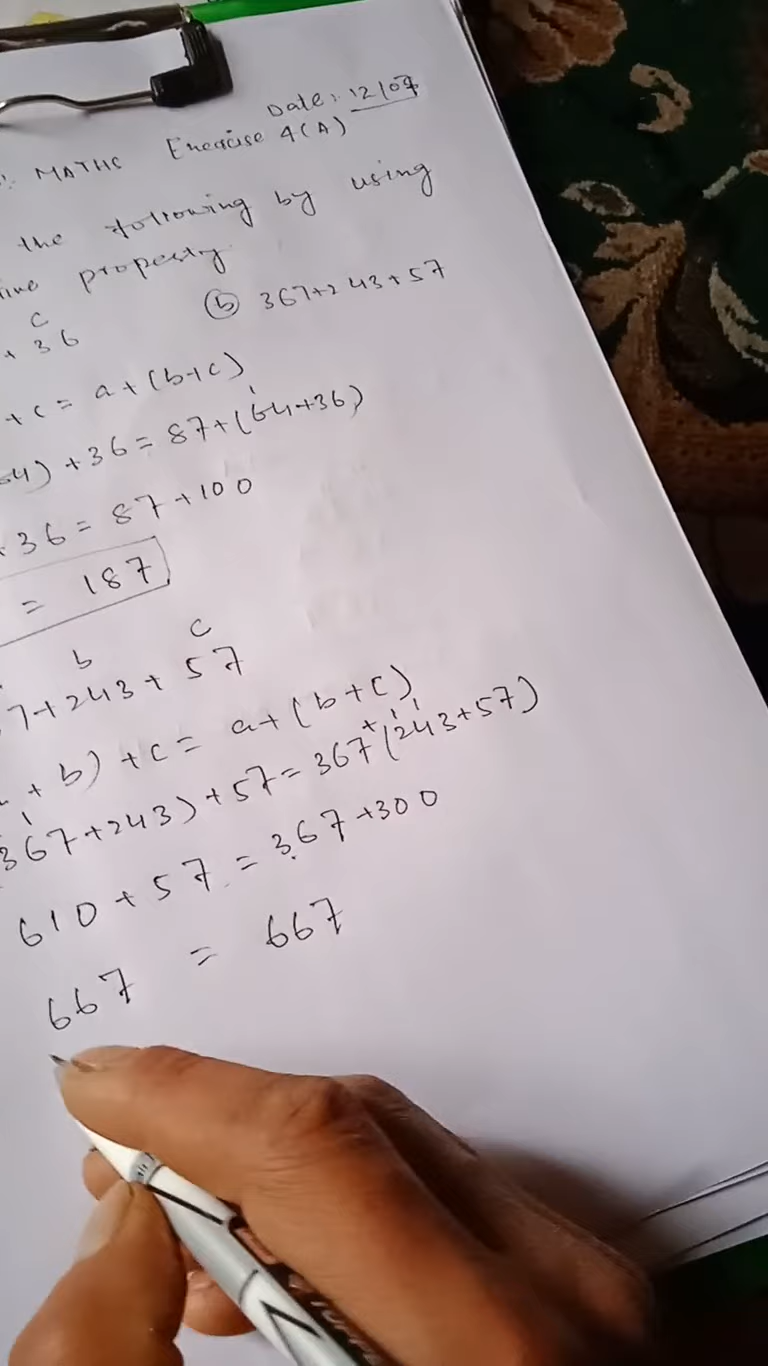 Date: 12/07
MATHS Exercise 4(A)
the following by using
property
C
+ 36
(b) 367+243+57
+ c = a + (b+c)
64) + 36 = 87+(64+36)
+36 = 87+100
= 187
b c
7+243+57
+ b) + c = a+(b+c)
367+243)+57=367+(243+57)
610+57 = 367+300
667 = 667